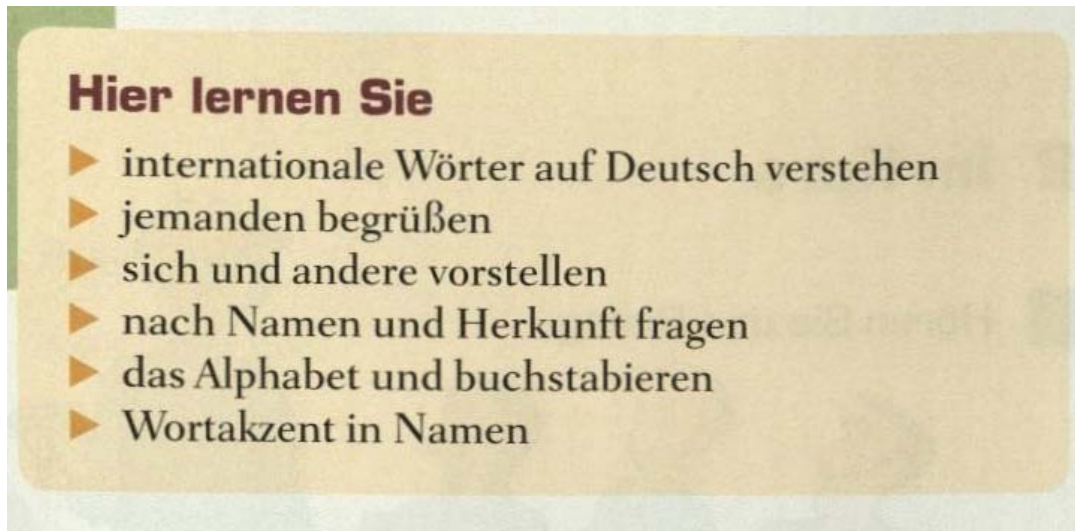 Hier lernen Sie
▶ internationale Wörter auf Deutsch verstehen
▶ jemanden begrüßen
▶ sich und andere vorstellen
▶ nach Namen und Herkunft fragen
▶ das Alphabet und buchstabieren
▶ Wortakzent in Namen